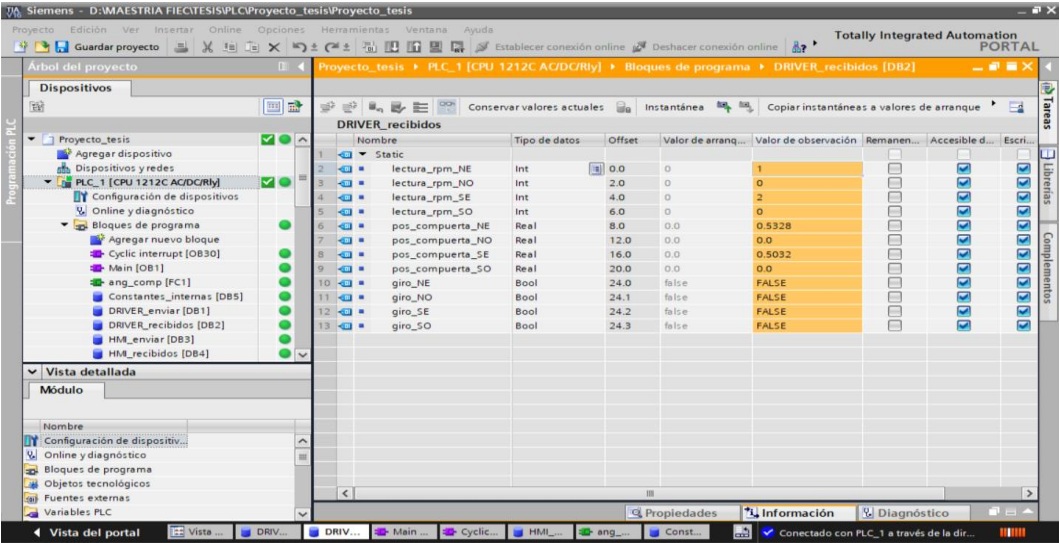 Siemens - D:\MAESTRIA FIEC\TESIS\PLC\Proyecto_tesis\Proyecto_tesis
Proyecto Edición Ver Insertar Online Opciones Herramientas Ventana Ayuda
Guardar proyecto Establecer conexión online Deshacer conexión online
Totally Integrated Automation
PORTAL
Árbol del proyecto
Proyecto_tesis PLC_1 [CPU 1212C AC/DC/Rly] Bloques de programa DRIVER_recibidos [DB2]
Dispositivos
Programación PLC
Proyecto_tesis
Agregar dispositivo
Dispositivos y redes
PLC_1 [CPU 1212C AC/DC/Rly]
Configuración de dispositivos
Online y diagnóstico
Bloques de programa
Agregar nuevo bloque
Cyclic interrupt [OB30]
Main [OB1]
ang_comp [FC1]
Constantes_internas [DB5]
DRIVER_enviar [DB1]
DRIVER_recibidos [DB2]
HMI_enviar [DB3]
HMI_recibidos [DB4]
Vista detallada
Módulo
Nombre
Configuración de dispositiv...
Online y diagnóstico
Bloques de programa
Objetos tecnológicos
Fuentes externas
Variables PLC
Conservar valores actuales Instantánea Copiar instantáneas a valores de arranque
DRIVER_recibidos
Nombre Tipo de datos Offset Valor de arranq... Valor de observación Remanen... Accesible d... Escri...
1 Static
2 lectura_rpm_NE Int 0.0 0 1
3 lectura_rpm_NO Int 2.0 0 0
4 lectura_rpm_SE Int 4.0 0 2
5 lectura_rpm_SO Int 6.0 0 0
6 pos_compuerta_NE Real 8.0 0.0 0.5328
7 pos_compuerta_NO Real 12.0 0.0 0.0
8 pos_compuerta_SE Real 16.0 0.0 0.5032
9 pos_compuerta_SO Real 20.0 0.0 0.0
10 giro_NE Bool 24.0 false FALSE
11 giro_NO Bool 24.1 false FALSE
12 giro_SE Bool 24.2 false FALSE
13 giro_SO Bool 24.3 false FALSE
Tareas
Librerías
Complementos
Propiedades Información Diagnóstico
Vista del portal Vista ... DRIV... DRIV... Main ... Cyclic... HMI_... ang_... Const... Conectado con PLC_1 a través de la dir...